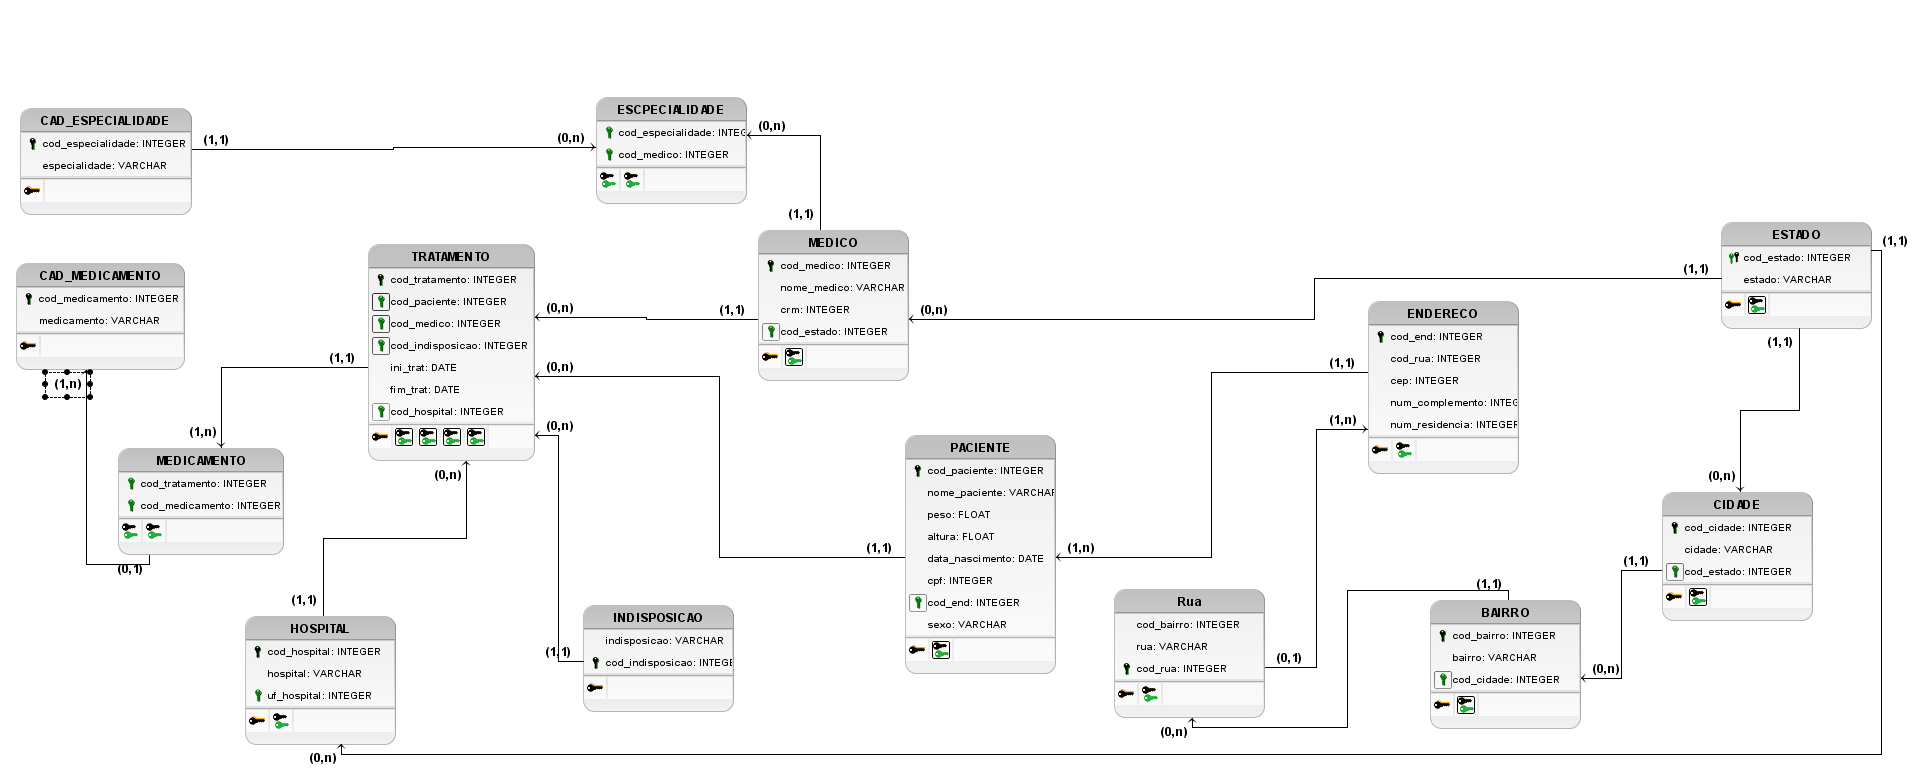 CAD_ESPECIALIDADE
cod_especialidade: INTEGER
especialidade: VARCHAR
(1,1)
(0,n)
ESCPECIALIDADE
cod_especialidade: INTEG
cod_medico: INTEGER
(0,n)
(1,1)
MEDICO
cod_medico: INTEGER
nome_medico: VARCHAR
crm: INTEGER
cod_estado: INTEGER
(1,1)
(0,n)
(0,n)
(1,1)
ESTADO
cod_estado: INTEGER
estado: VARCHAR
(1,1)
(1,1)
CAD_MEDICAMENTO
cod_medicamento: INTEGER
medicamento: VARCHAR
(1,n)
TRATAMENTO
cod_tratamento: INTEGER
cod_paciente: INTEGER
cod_medico: INTEGER
cod_indisposicao: INTEGER
ini_trat: DATE
fim_trat: DATE
cod_hospital: INTEGER
(0,n)
(0,n)
(0,n)
(1,1)
(1,n)
MEDICAMENTO
cod_tratamento: INTEGER
cod_medicamento: INTEGER
(0,1)
ENDERECO
cod_end: INTEGER
cod_rua: INTEGER
cep: INTEGER
num_complemento: INTEG
num_residencia: INTEGER
(1,1)
(1,n)
PACIENTE
cod_paciente: INTEGER
nome_paciente: VARCHAR
peso: FLOAT
altura: FLOAT
data_nascimento: DATE
cpf: INTEGER
cod_end: INTEGER
sexo: VARCHAR
(1,1)
(1,n)
(0,n)
CIDADE
cod_cidade: INTEGER
cidade: VARCHAR
cod_estado: INTEGER
(1,1)
HOSPITAL
cod_hospital: INTEGER
hospital: VARCHAR
uf_hospital: INTEGER
(1,1)
(0,n)
INDISPOSICAO
indisposicao: VARCHAR
cod_indisposicao: INTEGE
(1,1)
Rua
cod_bairro: INTEGER
rua: VARCHAR
cod_rua: INTEGER
(0,1)
(0,n)
(1,1)
BAIRRO
cod_bairro: INTEGER
bairro: VARCHAR
cod_cidade: INTEGER
(0,n)